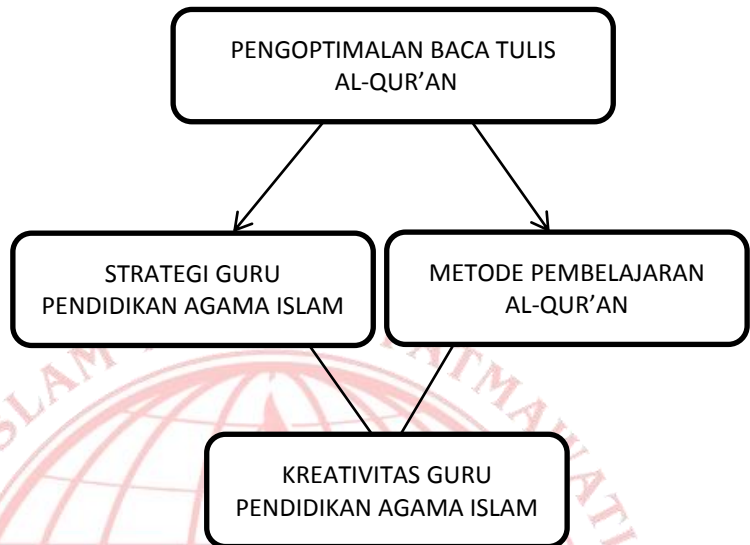 PENGOPTIMALAN BACA TULIS
AL-QUR’AN
STRATEGI GURU
PENDIDIKAN AGAMA ISLAM
METODE PEMBELAJARAN
AL-QUR’AN
KREATIVITAS GURU
PENDIDIKAN AGAMA ISLAM